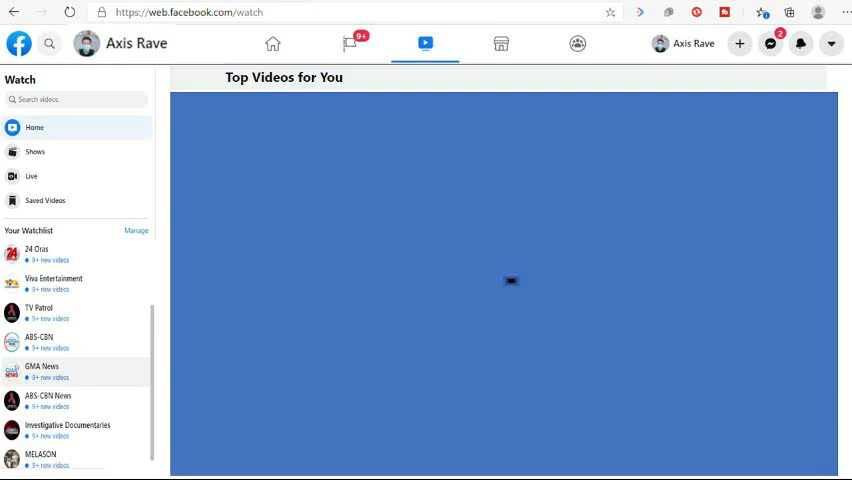 https://web.facebook.com/watch
Axis Rave
9+
Axis Rave
2
Watch
Search videos
Home
Shows
Live
Saved Videos
Your Watchlist
Manage
24 Oras
9+ new videos
Viva Entertainment
9+ new videos
TV Patrol
9+ new videos
ABS-CBN
9+ new videos
GMA News
9+ new videos
ABS-CBN News
9+ new videos
Investigative Documentaries
9+ new videos
MELASON
9+ new videos
Top Videos for You